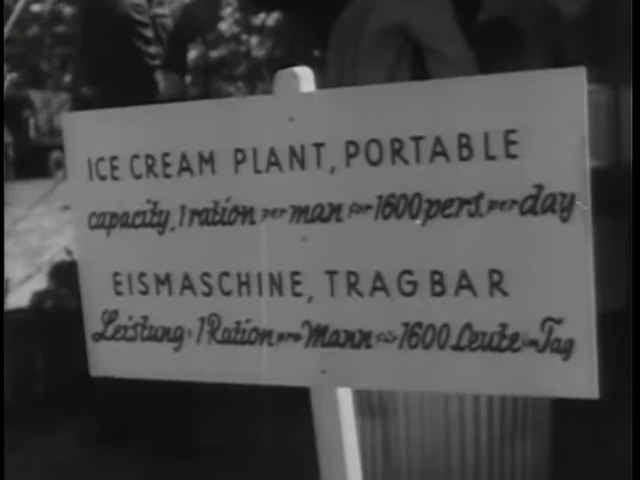 ICE CREAM PLANT, PORTABLE
capacity, 1 ration per man for 1600 pers. per day
EISMASCHINE, TRAGBAR
Leistung: 1 Ration pro Mann für 1600 Leute im Tag